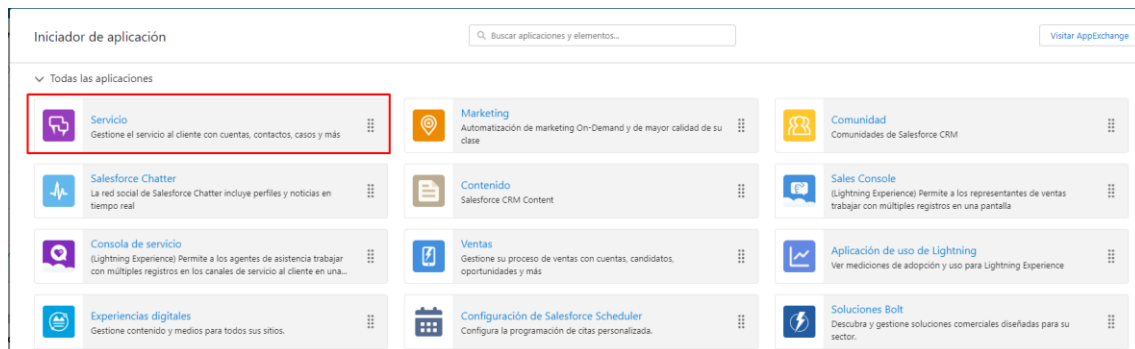 Iniciador de aplicación
Buscar aplicaciones y elementos...
Visitar AppExchange
Todas las aplicaciones
Servicio
Gestione el servicio al cliente con cuentas, contactos, casos y más
Marketing
Automatización de marketing On-Demand y de mayor calidad de su
clase
Comunidad
Comunidades de Salesforce CRM
Salesforce Chatter
La red social de Salesforce Chatter incluye perfiles y noticias en
tiempo real
Contenido
Salesforce CRM Content
Sales Console
(Lightning Experience) Permite a los representantes de ventas
trabajar con múltiples registros en una pantalla
Consola de servicio
(Lightning Experience) Permite a los agentes de asistencia trabajar
con múltiples registros en los canales de servicio al cliente en una...
Ventas
Gestione su proceso de ventas con cuentas, candidatos,
oportunidades y más
Aplicación de uso de Lightning
Ver mediciones de adopción y uso para Lightning Experience
Experiencias digitales
Gestione contenido y medios para todos sus sitios.
Configuración de Salesforce Scheduler
Configura la programación de citas personalizada.
Soluciones Bolt
Descubra y gestione soluciones comerciales diseñadas para su
sector.